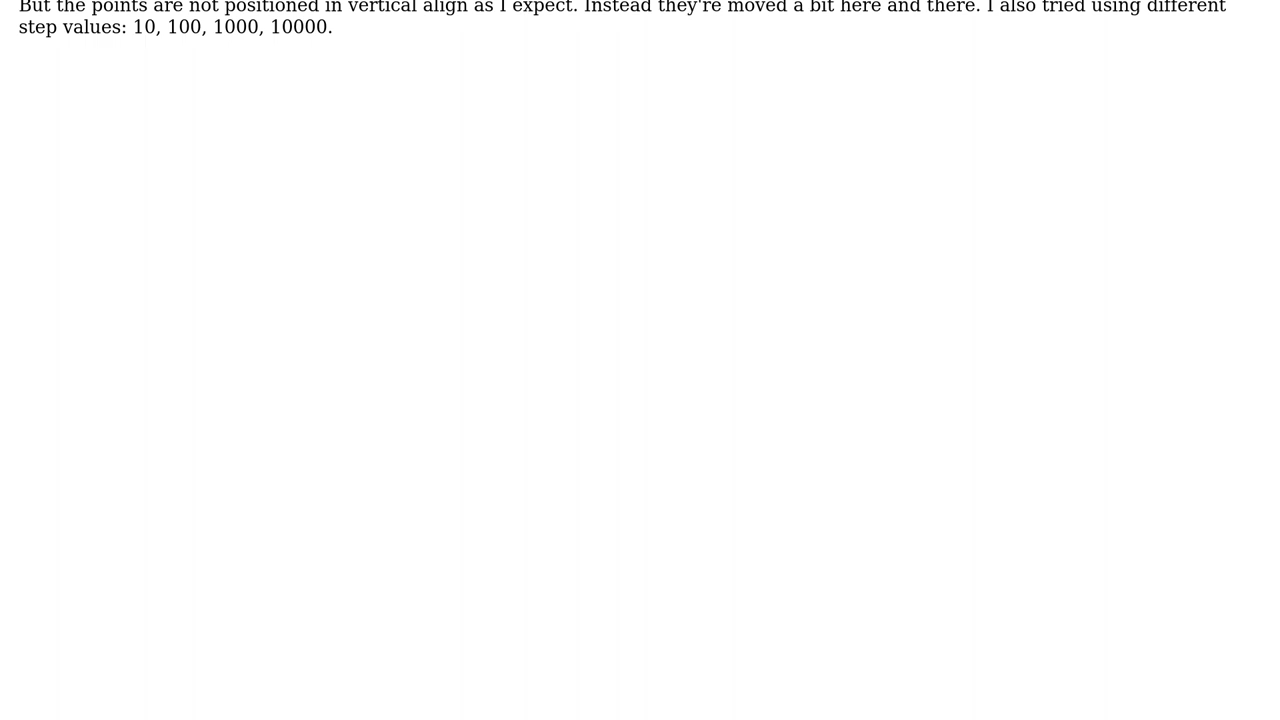 But the points are not positioned in vertical align as I expect. Instead they're moved a bit here and there. I also tried using different
step values: 10, 100, 1000, 10000.